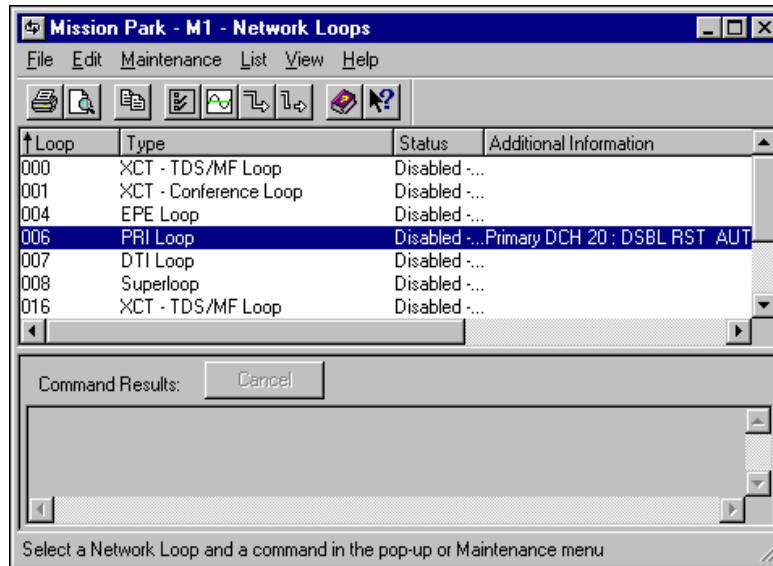 Mission Park - M1 - Network Loops
File Edit Maintenance List View Help
Loop Type Status Additional Information
000 XCT - TDS/MF Loop Disabled -...
001 XCT - Conference Loop Disabled -...
004 EPE Loop Disabled -...
006 PRI Loop Disabled -... Primary DCH 20 : DSBL RST AUT
007 DTI Loop Disabled -...
008 Superloop Disabled -...
016 XCT - TDS/MF Loop Disabled -...
Command Results: Cancel
Select a Network Loop and a command in the pop-up or Maintenance menu